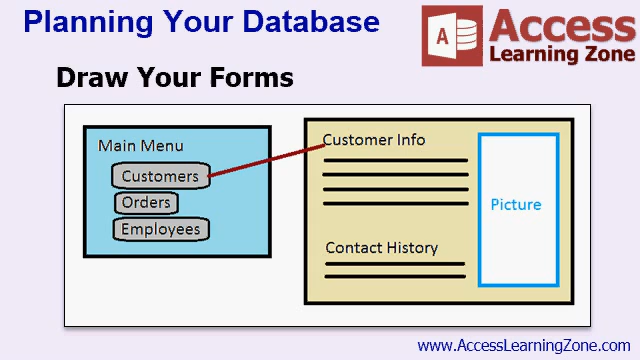 Planning Your Database
A
Access
Learning Zone
Draw Your Forms
Main Menu
Customers
Orders
Employees
Customer Info
Picture
Contact History
www.AccessLearningZone.com